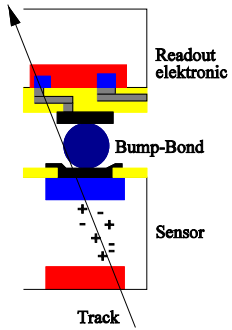 Readout
elektronic
Bump-Bond
Sensor
Track